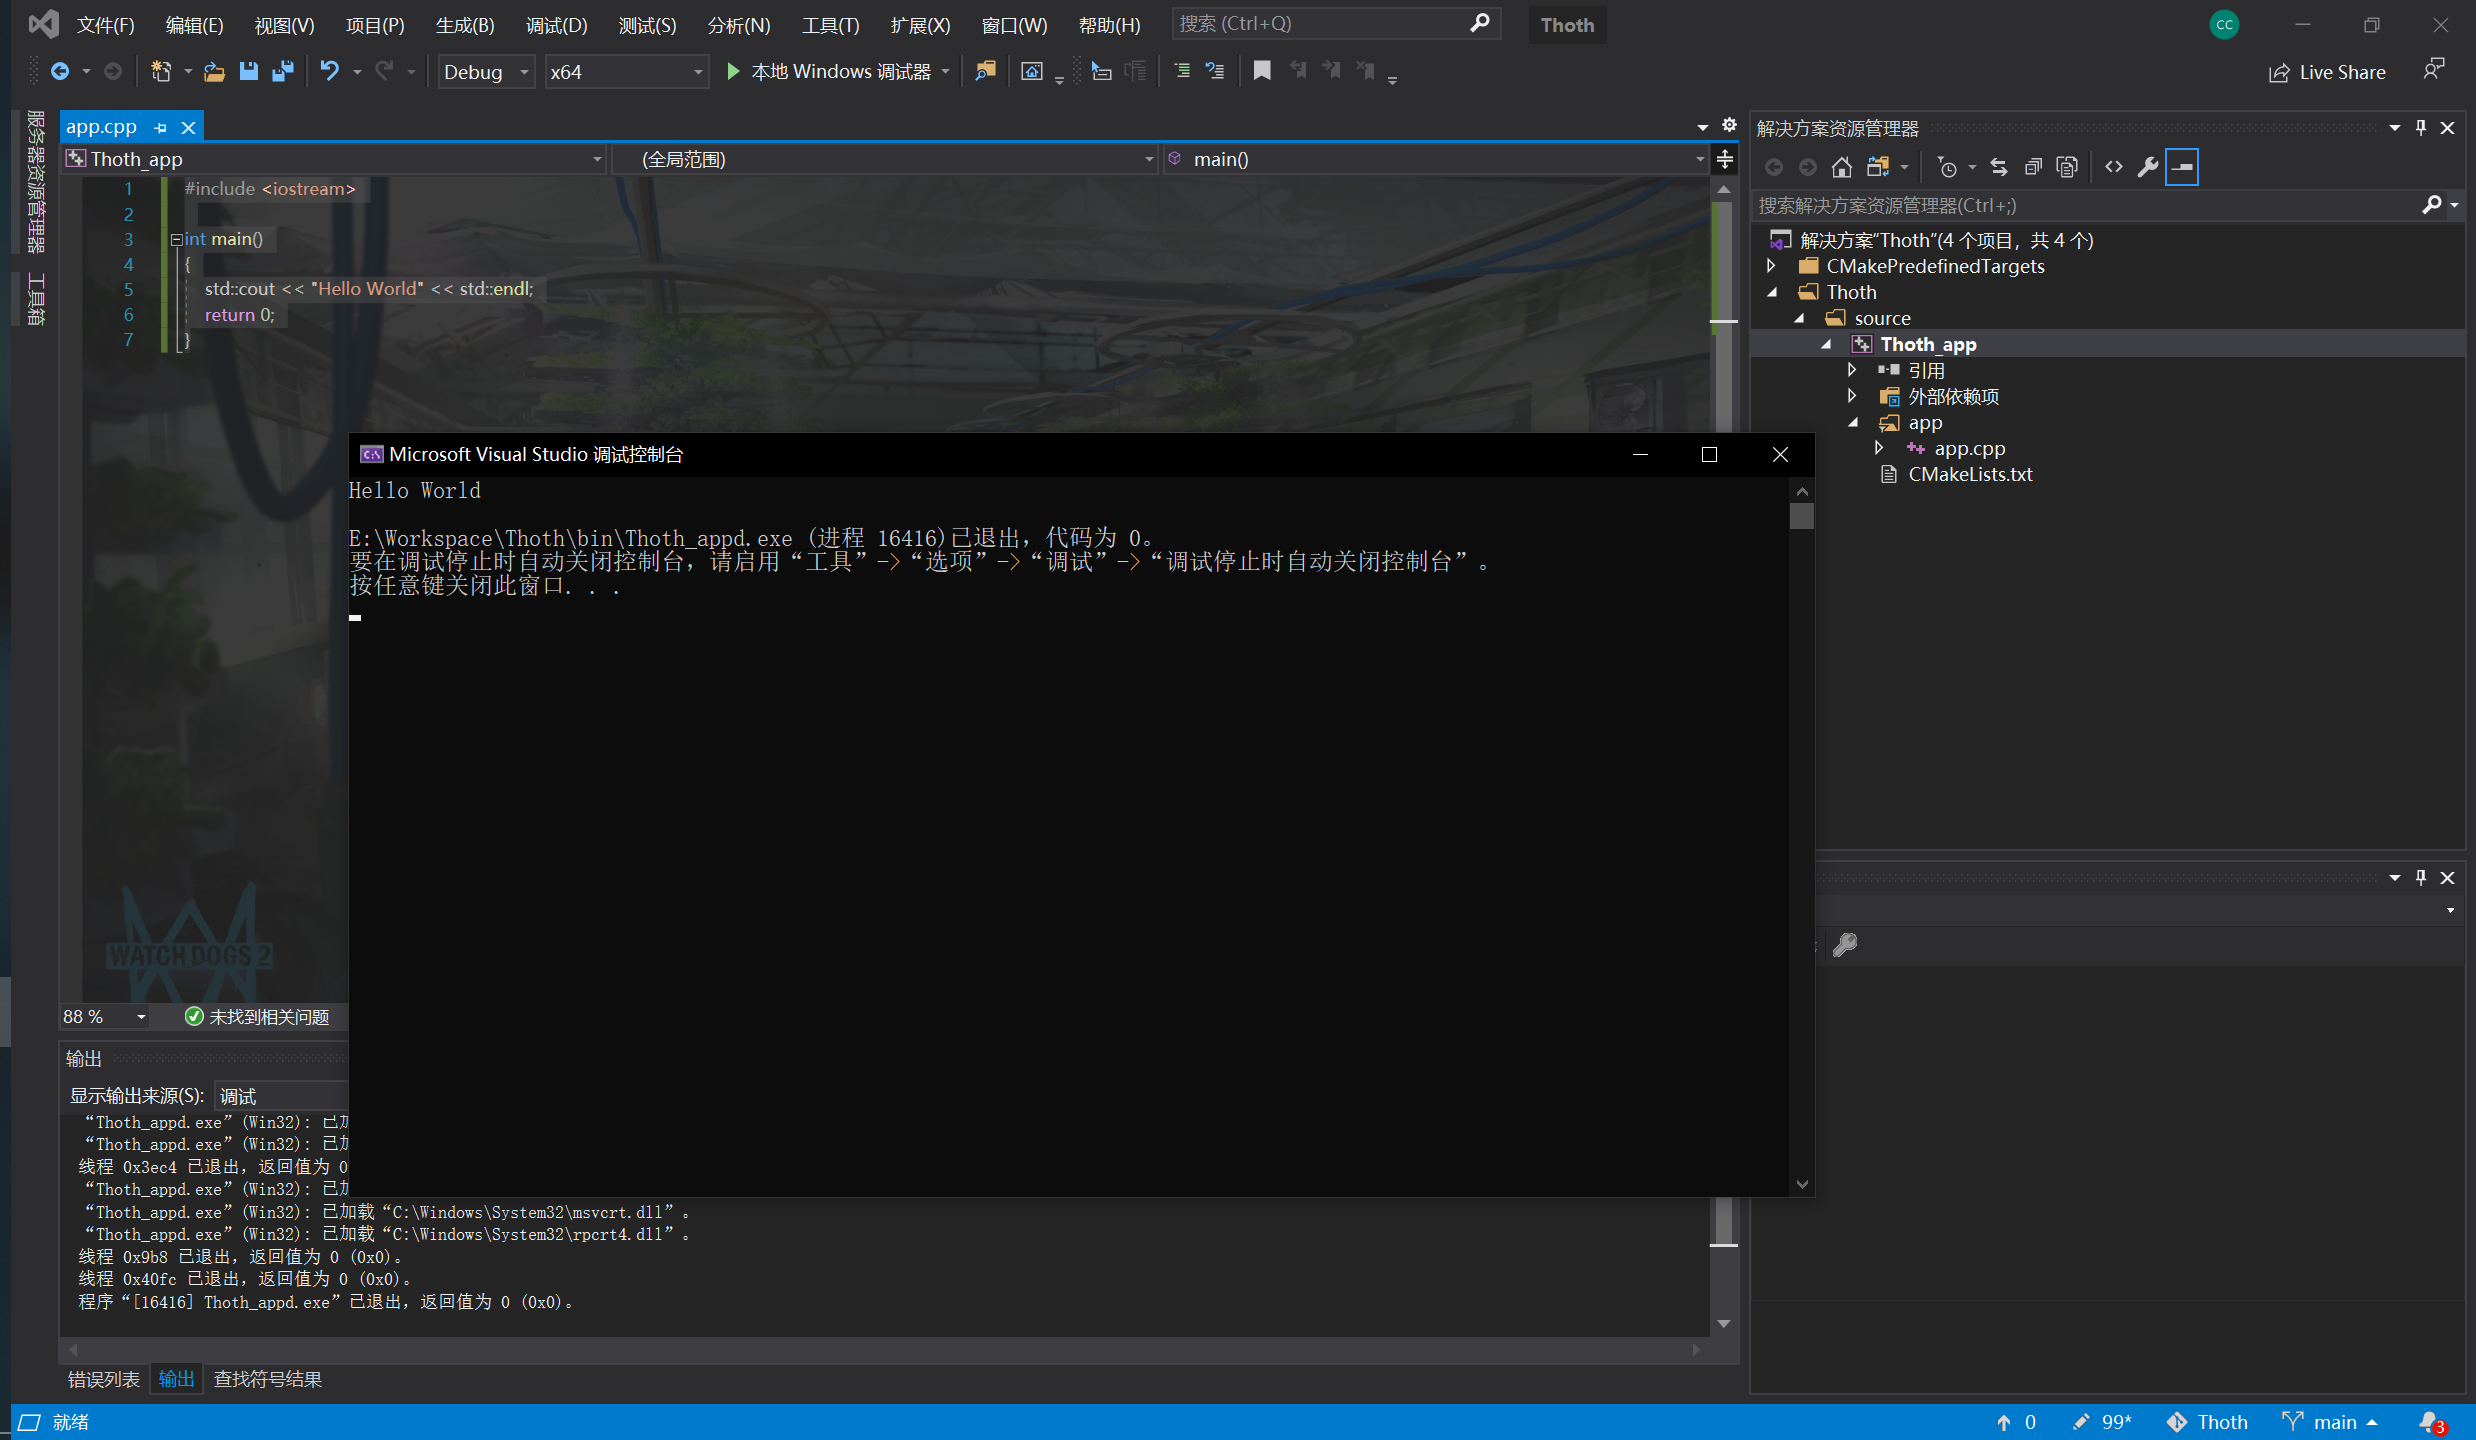 文件(F) 编辑(E) 视图(V) 项目(P) 生成(B) 调试(D) 测试(S) 分析(N) 工具(T) 扩展(X) 窗口(W) 帮助(H) 搜索 (Ctrl+Q) Thoth CC
Debug x64 本地 Windows 调试器 Live Share
服务器资源管理器
工具箱
app.cpp
Thoth_app (全局范围) main()
1 #include <iostream>
2
3 int main()
4 {
5 std::cout << "Hello World" << std::endl;
6 return 0;
7 }
WATCH DOGS 2
88 % 未找到相关问题
Microsoft Visual Studio 调试控制台
Hello World
E:\Workspace\Thoth\bin\Thoth_appd.exe (进程 16416)已退出，代码为 0。
要在调试停止时自动关闭控制台，请启用“工具”->“选项”->“调试”->“调试停止时自动关闭控制台”。
按任意键关闭此窗口. . .
输出
显示输出来源(S): 调试
“Thoth_appd.exe”(Win32): 已加
“Thoth_appd.exe”(Win32): 已加
线程 0x3ec4 已退出，返回值为 0
“Thoth_appd.exe”(Win32): 已加
“Thoth_appd.exe”(Win32): 已加载“C:\Windows\System32\msvcrt.dll”。
“Thoth_appd.exe”(Win32): 已加载“C:\Windows\System32\rpcrt4.dll”。
线程 0x9b8 已退出，返回值为 0 (0x0)。
线程 0x40fc 已退出，返回值为 0 (0x0)。
程序“[16416] Thoth_appd.exe”已退出，返回值为 0 (0x0)。
错误列表 输出 查找符号结果
解决方案资源管理器
搜索解决方案资源管理器(Ctrl+;)
解决方案"Thoth"(4 个项目，共 4 个)
CMakePredefinedTargets
Thoth
source
Thoth_app
引用
外部依赖项
app
app.cpp
CMakeLists.txt
就绪 0 99* Thoth main 3